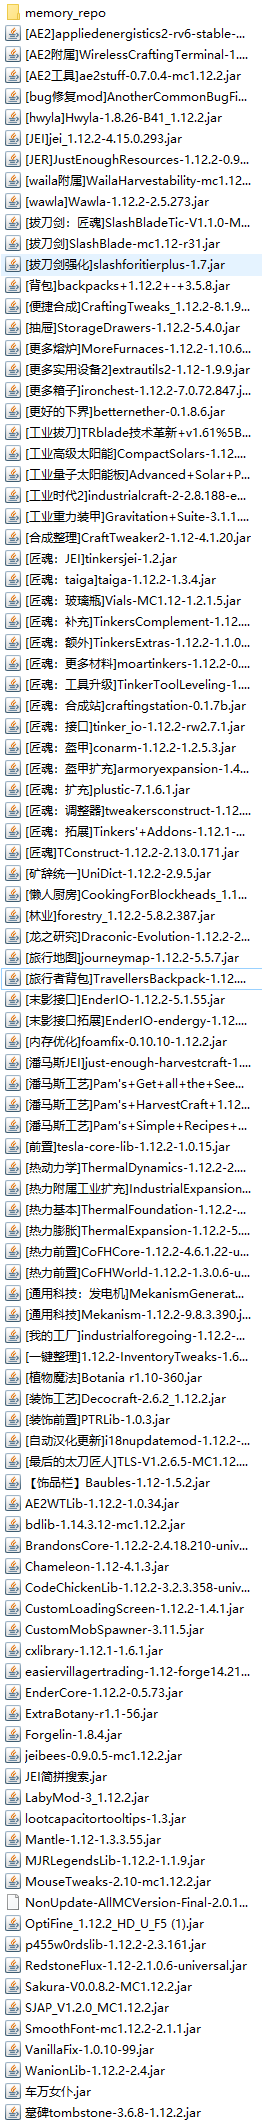 memory_repo
[AE2]appliedenergistics2-rv6-stable-...
[AE2附属]WirelessCraftingTerminal-1....
[AE2工具]ae2stuff-0.7.0.4-mc1.12.2.jar
[bug修复mod]AnotherCommonBugFi...
[hwyla]Hwyla-1.8.26-B41_1.12.2.jar
[JEI]jei_1.12.2-4.15.0.293.jar
[JER]JustEnoughResources-1.12.2-0.9...
[waila附属]WailaHarvestability-mc1.12...
[wawla]Wawla-1.12.2-2.5.273.jar
[拔刀剑：匠魂]SlashBladeTic-V1.1.0-M...
[拔刀剑]SlashBlade-mc1.12-r31.jar
[拔刀剑强化]slashforitierplus-1.7.jar
[背包]backpacks+1.12.2+-+3.5.8.jar
[便捷合成]CraftingTweaks_1.12.2-8.1.9...
[抽屉]StorageDrawers-1.12.2-5.4.0.jar
[更多熔炉]MoreFurnaces-1.12.2-1.10.6...
[更多实用设备2]extrautils2-1.12-1.9.9.jar
[更多箱子]ironchest-1.12.2-7.0.72.847.j...
[更好的下界]betternether-0.1.8.6.jar
[工业拔刀]TRblade技术革新+v1.61%5B...
[工业高级太阳能]CompactSolars-1.12....
[工业量子太阳能板]Advanced+Solar+P...
[工业时代2]industrialcraft-2-2.8.188-e...
[工业重力装甲]Gravitation+Suite-3.1.1....
[合成整理]CraftTweaker2-1.12-4.1.20.jar
[匠魂：JEI]tinkersjei-1.2.jar
[匠魂：taiga]taiga-1.12.2-1.3.4.jar
[匠魂：玻璃瓶]Vials-MC1.12-1.2.1.5.jar
[匠魂：补充]TinkersComplement-1.12....
[匠魂：额外]TinkersExtras-1.12.2-1.1.0...
[匠魂：更多材料]moartinkers-1.12.2-0....
[匠魂：工具升级]TinkerToolLeveling-1....
[匠魂：合成站]craftingstation-0.1.7b.jar
[匠魂：接口]tinker_io-1.12.2-rw2.7.1.jar
[匠魂：盔甲]conarm-1.12.2-1.2.5.3.jar
[匠魂：盔甲扩充]armoryexpansion-1.4...
[匠魂：扩充]plustic-7.1.6.1.jar
[匠魂：调整器]tweakersconstruct-1.12....
[匠魂：拓展]Tinkers'+Addons-1.12.1-...
[匠魂]TConstruct-1.12.2-2.13.0.171.jar
[矿辞统一]UniDict-1.12.2-2.9.5.jar
[懒人厨房]CookingForBlockheads_1.1...
[林业]forestry_1.12.2-5.8.2.387.jar
[龙之研究]Draconic-Evolution-1.12.2-2...
[旅行地图]journeymap-1.12.2-5.5.7.jar
[旅行者背包]TravellersBackpack-1.12....
[末影接口]EnderIO-1.12.2-5.1.55.jar
[末影接口拓展]EnderIO-endergy-1.12....
[内存优化]foamfix-0.10.10-1.12.2.jar
[潘马斯JEI]just-enough-harvestcraft-1....
[潘马斯工艺]Pam's+Get+all+the+See...
[潘马斯工艺]Pam's+HarvestCraft+1.12...
[潘马斯工艺]Pam's+Simple+Recipes+...
[前置]tesla-core-lib-1.12.2-1.0.15.jar
[热动力学]ThermalDynamics-1.12.2-2....
[热力附属工业扩充]IndustrialExpansion...
[热力基本]ThermalFoundation-1.12.2-...
[热力膨胀]ThermalExpansion-1.12.2-5....
[热力前置]CoFHCore-1.12.2-4.6.1.22-u...
[热力前置]CoFHWorld-1.12.2-1.3.0.6-u...
[通用科技：发电机]MekanismGenerat...
[通用科技]Mekanism-1.12.2-9.8.3.390.j...
[我的工厂]industrialforegoing-1.12.2-...
[一键整理]1.12.2-InventoryTweaks-1.6...
[植物魔法]Botania r1.10-360.jar
[装饰工艺]Decocraft-2.6.2_1.12.2.jar
[装饰前置]PTRLib-1.0.3.jar
[自动汉化更新]i18nupdatemod-1.12.2-...
[最后的太刀匠人]TLS-V1.2.6.5-MC1.12....
【饰品栏】Baubles-1.12-1.5.2.jar
AE2WTLib-1.12.2-1.0.34.jar
bdlib-1.14.3.12-mc1.12.2.jar
BrandonsCore-1.12.2-2.4.18.210-univ...
Chameleon-1.12-4.1.3.jar
CodeChickenLib-1.12.2-3.2.3.358-univ...
CustomLoadingScreen-1.12.2-1.4.1.jar
CustomMobSpawner-3.11.5.jar
cxlibrary-1.12.1-1.6.1.jar
easiervillagertrading-1.12-forge14.21...
EnderCore-1.12.2-0.5.73.jar
ExtraBotany-r1.1-56.jar
Forgelin-1.8.4.jar
jeibees-0.9.0.5-mc1.12.2.jar
JEI简拼搜索.jar
LabyMod-3_1.12.2.jar
lootcapacitortooltips-1.3.jar
Mantle-1.12-1.3.3.55.jar
MJRLegendsLib-1.12.2-1.1.9.jar
MouseTweaks-2.10-mc1.12.2.jar
NonUpdate-AllMCVersion-Final-2.0.1...
OptiFine_1.12.2_HD_U_F5 (1).jar
p455w0rdslib-1.12.2-2.3.161.jar
RedstoneFlux-1.12-2.1.0.6-universal.jar
Sakura-V0.0.8.2-MC1.12.2.jar
SJAP_V1.2.0_MC1.12.2.jar
SmoothFont-mc1.12.2-2.1.1.jar
VanillaFix-1.0.10-99.jar
WanionLib-1.12.2-2.4.jar
车万女仆.jar
墓碑tombstone-3.6.8-1.12.2.jar